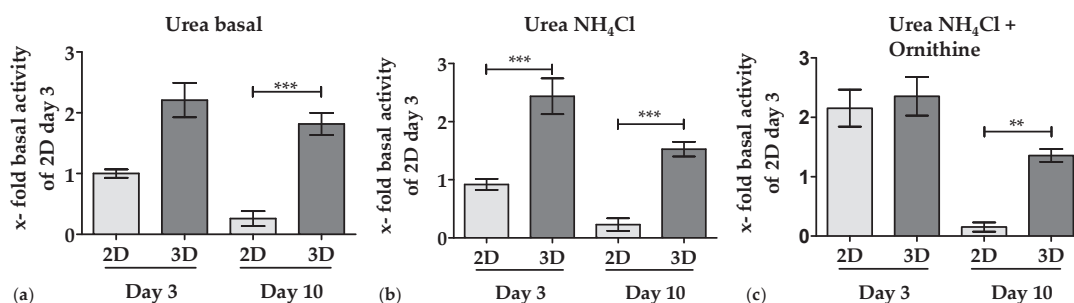 Urea basal
x- fold basal activity
of 2D day 3
3
2
1
0
***
2D 3D 2D 3D
Day 3 Day 10
(a)
Urea NH₄Cl
x- fold basal activity
of 2D day 3
3
2
1
0
***
***
2D 3D 2D 3D
Day 3 Day 10
(b)
Urea NH₄Cl +
Ornithine
x- fold basal activity
of 2D day 3
3
2
1
0
**
2D 3D 2D 3D
Day 3 Day 10
(c)